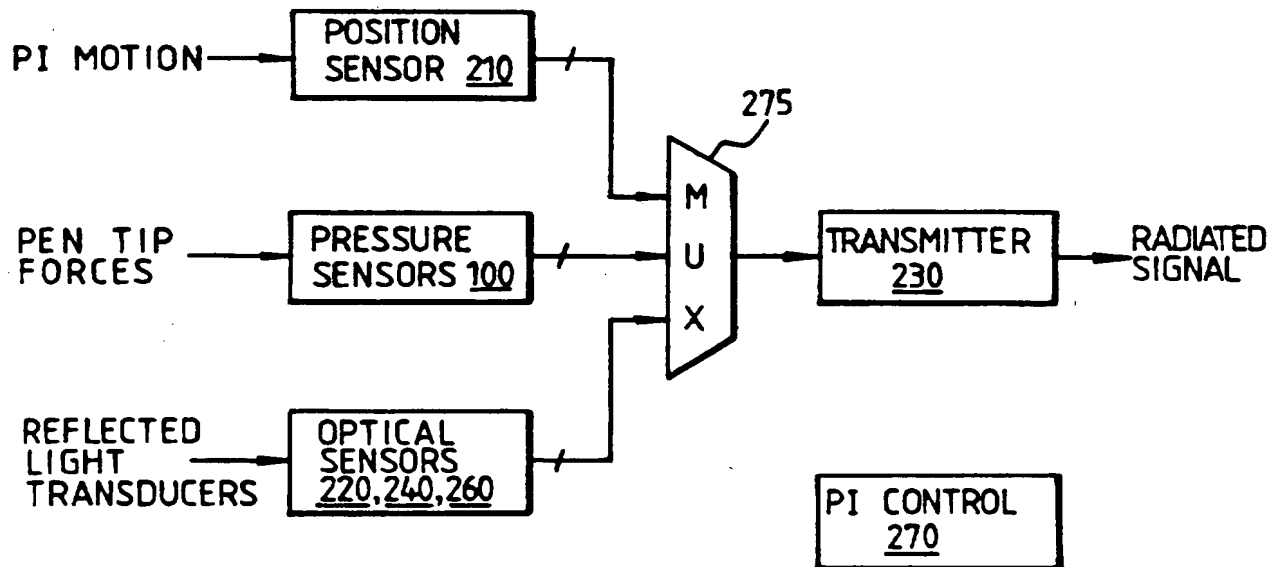 PI MOTION
POSITION
SENSOR 210
275
MUX
PEN TIP
FORCES
PRESSURE
SENSORS 100
TRANSMITTER
230
RADIATED
SIGNAL
REFLECTED
LIGHT
TRANSDUCERS
OPTICAL
SENSORS
220, 240, 260
PI CONTROL
270